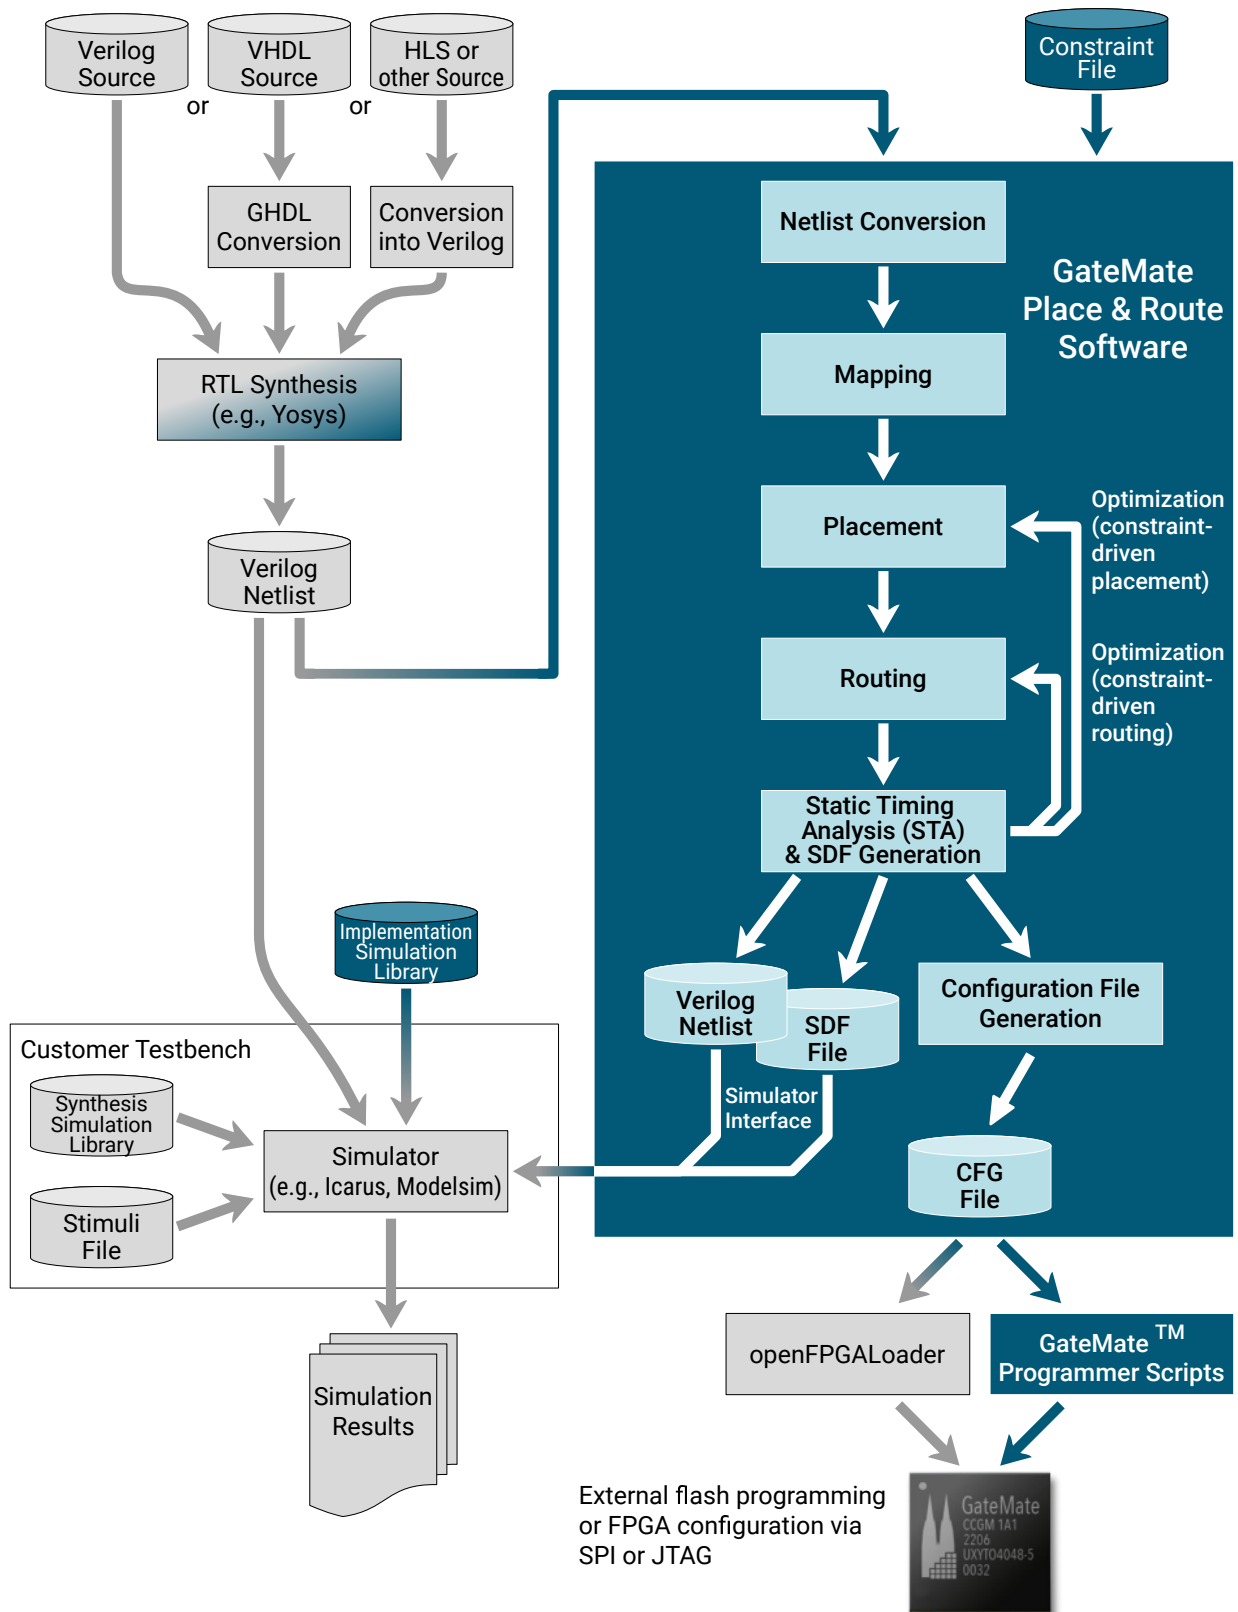 Verilog
Source
or
VHDL
Source
or
HLS or
other Source
Constraint
File
GHDL
Conversion
Conversion
into Verilog
RTL Synthesis
(e.g., Yosys)
Verilog
Netlist
GateMate
Place & Route
Software
Netlist Conversion
Mapping
Placement
Optimization
(constraint-
driven
placement)
Routing
Optimization
(constraint-
driven
routing)
Static Timing
Analysis (STA)
& SDF Generation
Verilog
Netlist
SDF
File
Configuration File
Generation
Simulator
Interface
CFG
File
Implementation
Simulation
Library
Customer Testbench
Synthesis
Simulation
Library
Stimuli
File
Simulator
(e.g., Icarus, Modelsim)
Simulation
Results
openFPGALoader
GateMate TM
Programmer Scripts
External flash programming
or FPGA configuration via
SPI or JTAG
GateMate
CCGM 1A1
2206
UXYTO4048-5
0032